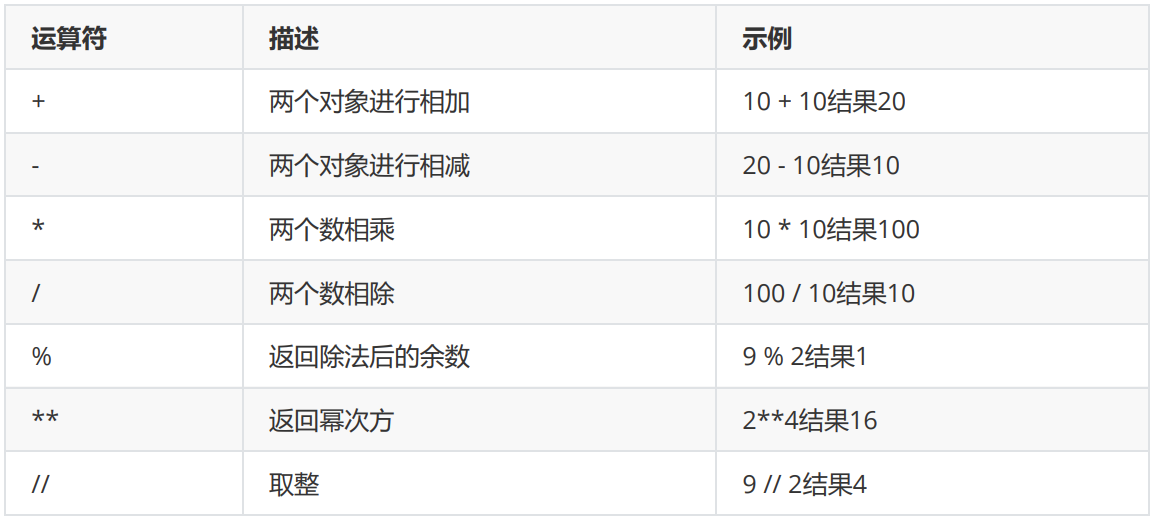 运算符 描述 示例
+ 两个对象进行相加 10 + 10结果20
- 两个对象进行相减 20 - 10结果10
* 两个数相乘 10 * 10结果100
/ 两个数相除 100 / 10结果10
% 返回除法后的余数 9 % 2结果1
** 返回幂次方 2**4结果16
// 取整 9 // 2结果4